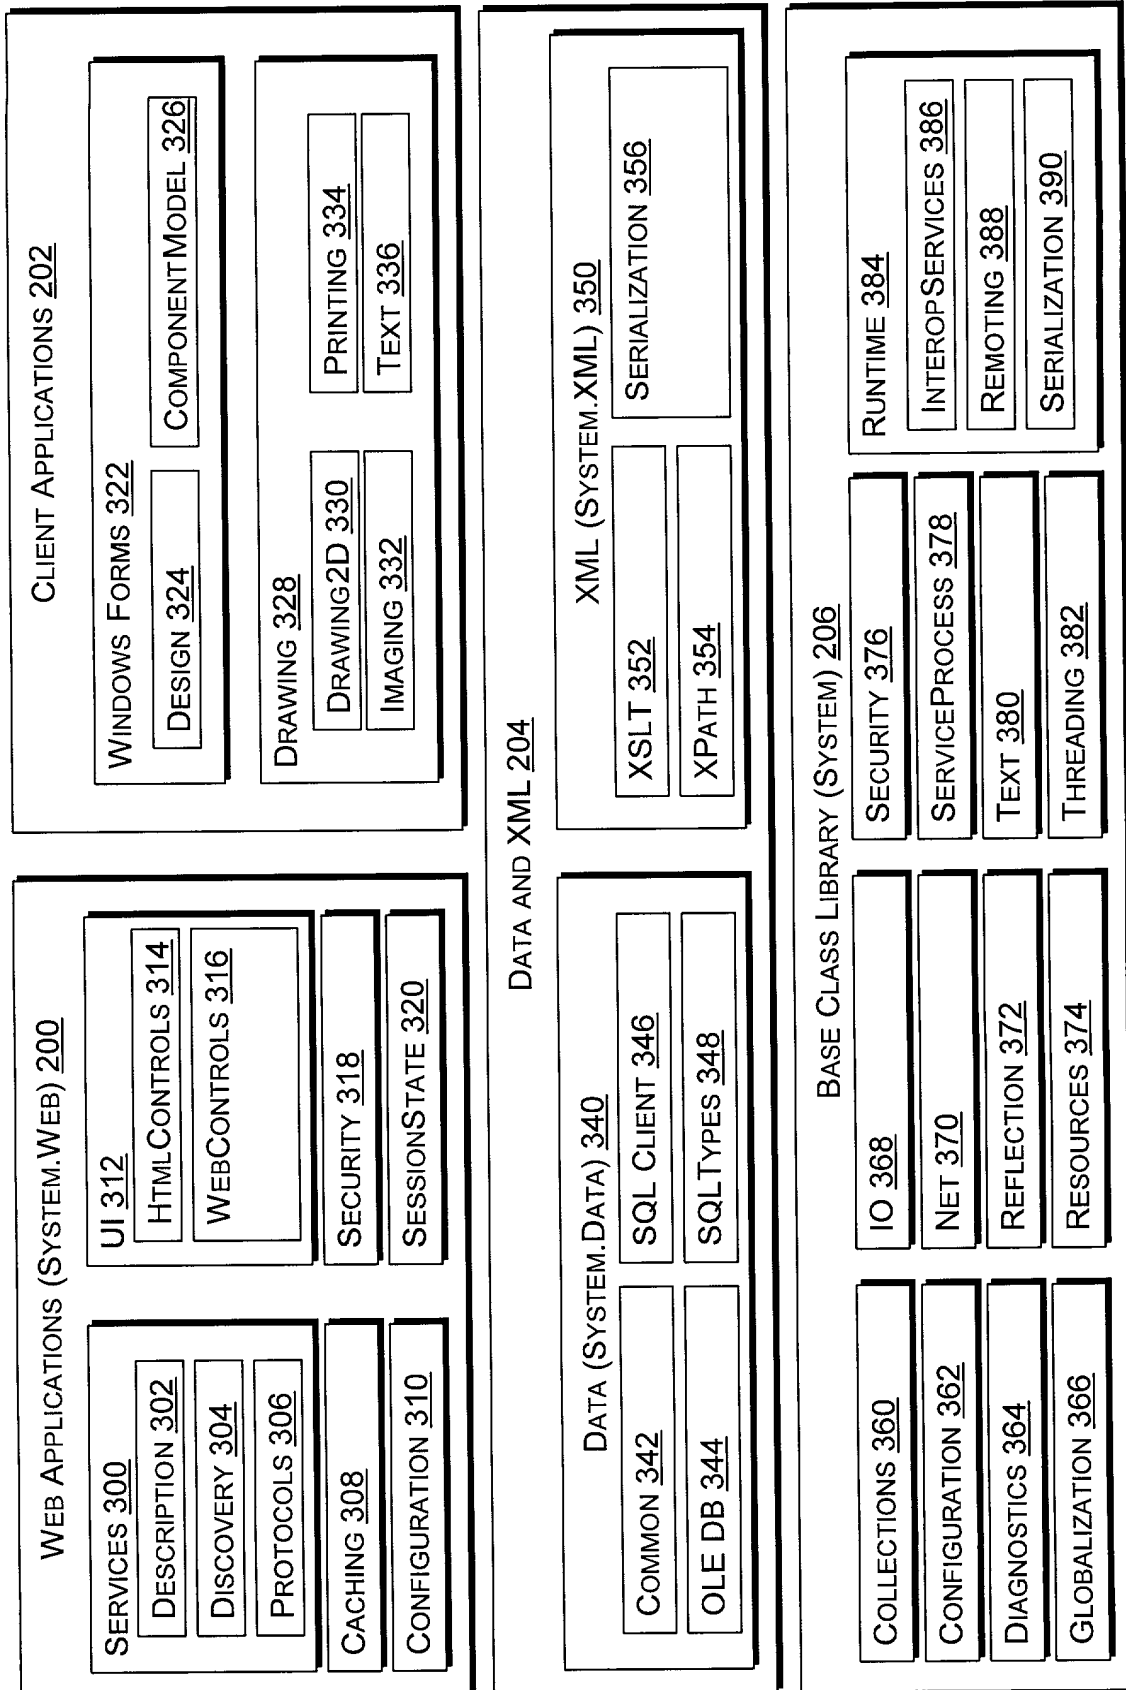 WEB APPLICATIONS (SYSTEM.WEB) 200
SERVICES 300
DESCRIPTION 302
DISCOVERY 304
PROTOCOLS 306
CACHING 308
CONFIGURATION 310
UI 312
HTMLCONTROLS 314
WEBCONTROLS 316
SECURITY 318
SESSIONSTATE 320
CLIENT APPLICATIONS 202
WINDOWS FORMS 322
DESIGN 324
COMPONENTMODEL 326
DRAWING 328
DRAWING2D 330
IMAGING 332
PRINTING 334
TEXT 336
DATA AND XML 204
DATA (SYSTEM.DATA) 340
COMMON 342
OLE DB 344
SQL CLIENT 346
SQLTYPES 348
XML (SYSTEM.XML) 350
XSLT 352
XPATH 354
SERIALIZATION 356
BASE CLASS LIBRARY (SYSTEM) 206
COLLECTIONS 360
CONFIGURATION 362
DIAGNOSTICS 364
GLOBALIZATION 366
IO 368
NET 370
REFLECTION 372
RESOURCES 374
SECURITY 376
SERVICEPROCESS 378
TEXT 380
THREADING 382
RUNTIME 384
INTEROPSERVICES 386
REMOTING 388
SERIALIZATION 390